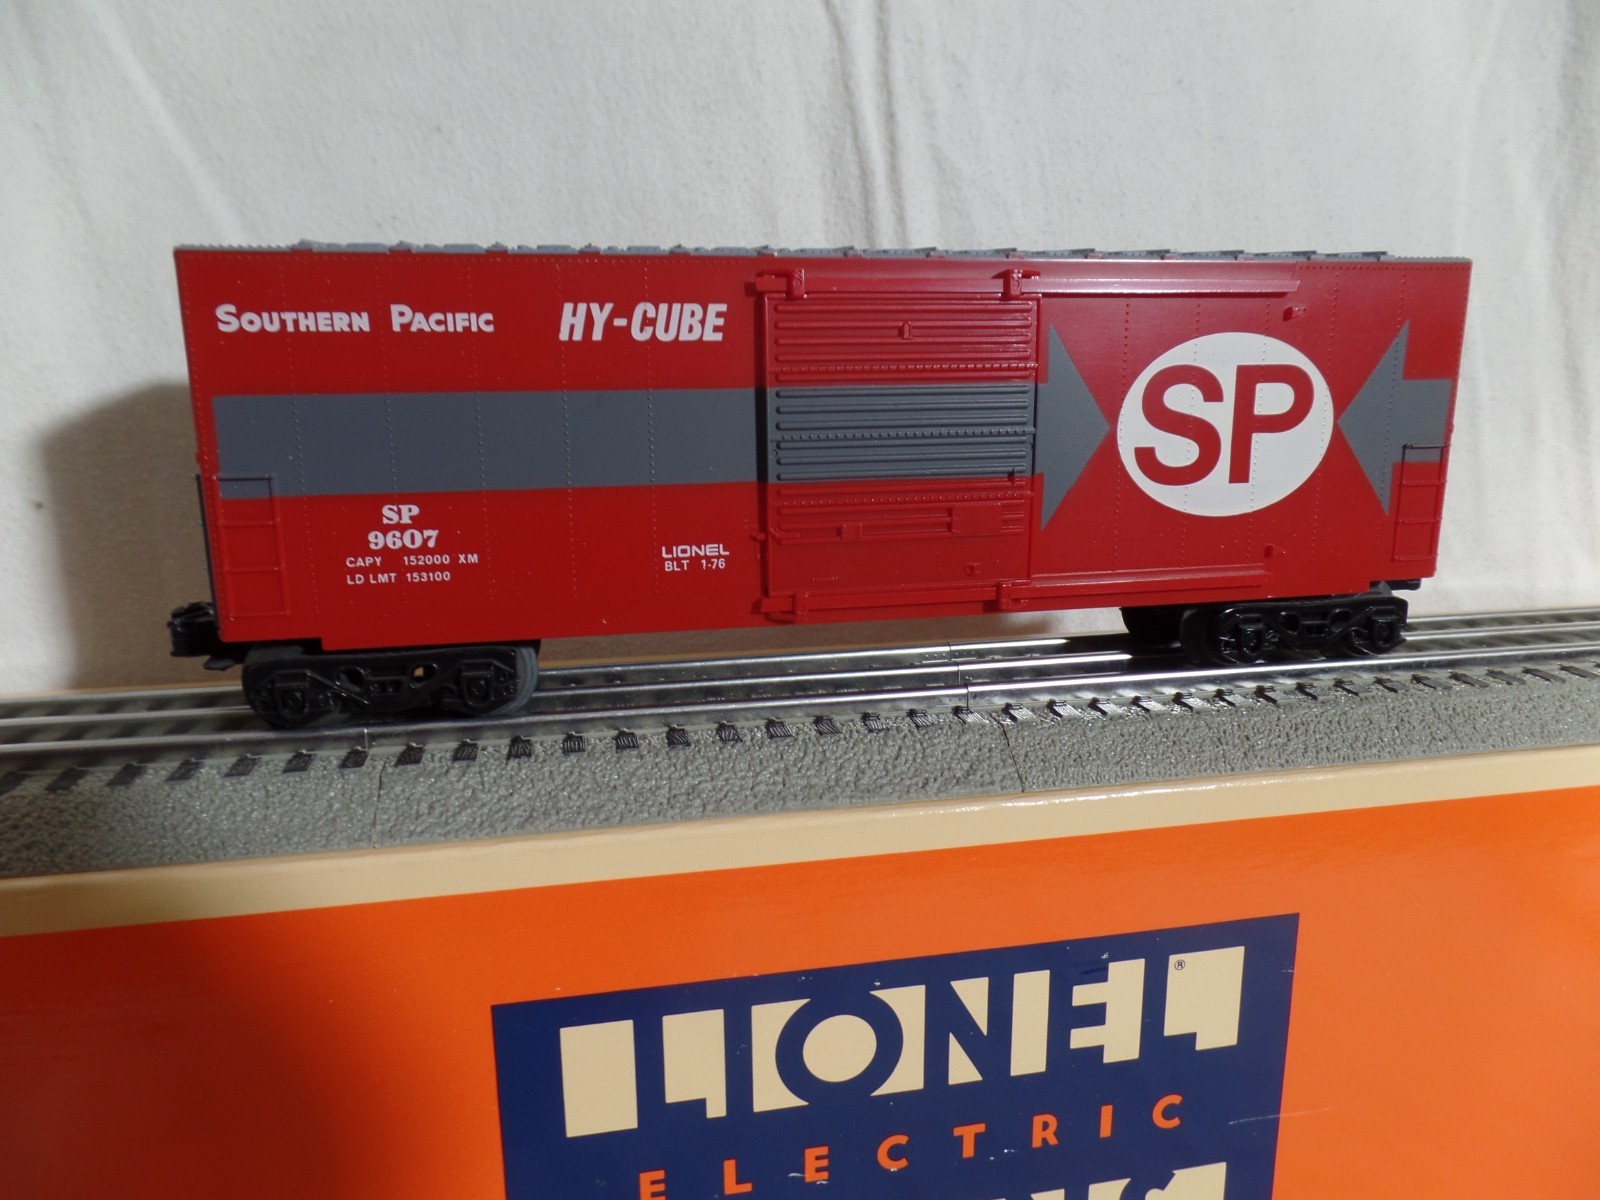 Southern Pacific HY-CUBE
SP
SP
9607
CAPY 152000 XM
LD LMT 153100
LIONEL
BLT 1-76
LIONEL®
ELECTRIC